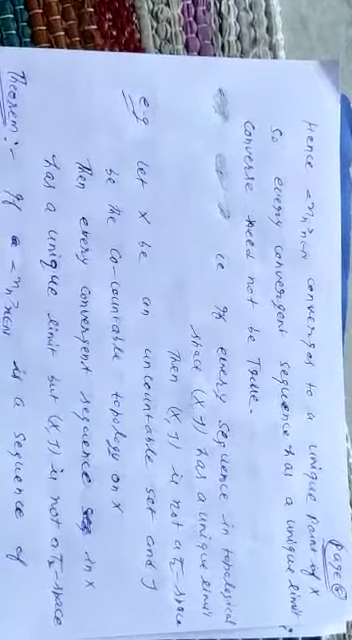 Page 6
Hence <xn>n∈N converges to a unique point of X
So every convergent sequence has a unique limit.
Converse need not be True.
ie If every sequence in topological
space (X, J) has a unique limit
Then (X, J) is not a T2-space
e.g Let X be an uncountable set and J
be the Co-countable topology on X
Then every convergent sequence in X
has a unique limit but (X, J) is not a T2-space
Theorem:- If <xn>n∈N is a sequence of